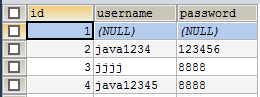 id username password
1 (NULL) (NULL)
2 java1234 123456
3 jjjj 8888
4 java12345 8888